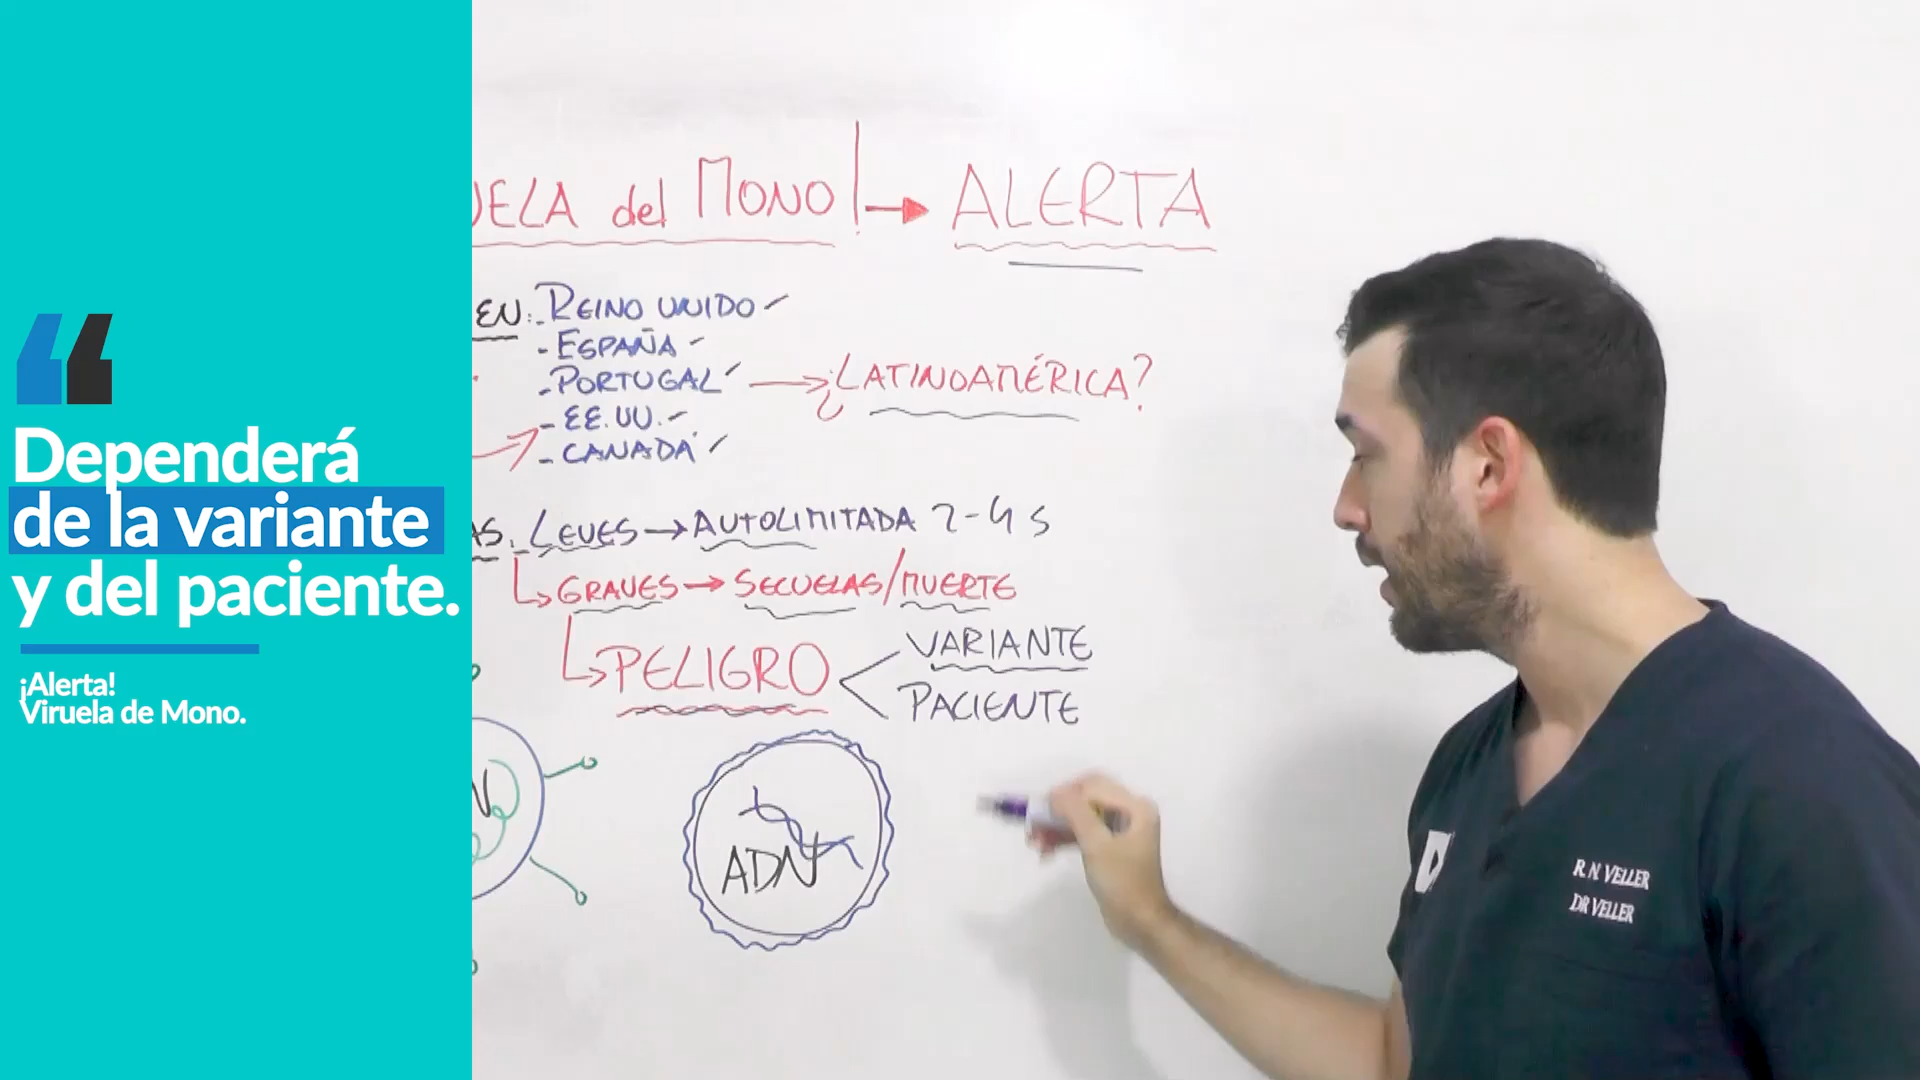 Dependerá
de la variante
y del paciente.
¡Alerta!
Viruela de Mono.
UELA del MONO → ALERTA
EN: - REINO UNIDO
- ESPAÑA
- PORTUGAL → ¿LATINOAMÉRICA?
- EE.UU.
- CANADÁ
AS: LEVES → AUTOLIMITADA 2-4 S
GRAVES → SECUELAS/MUERTE
PELIGRO < VARIANTE
PACIENTE
N
ADN
R. N. VELLER
DR VELLER